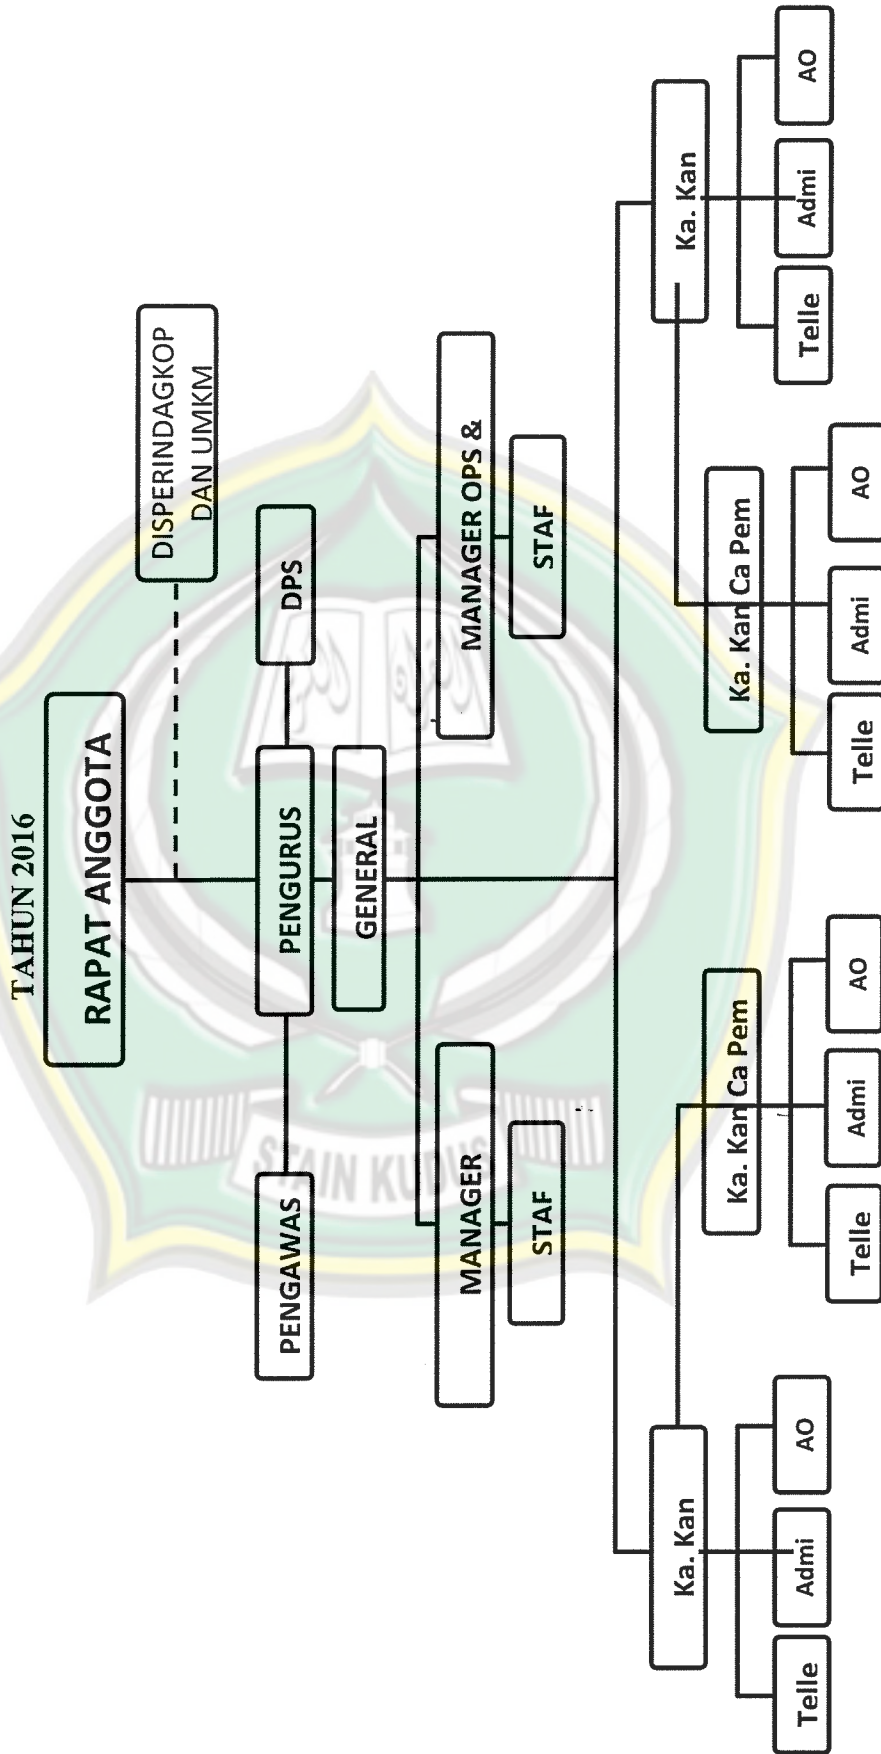 TAHUN 2016
RAPAT ANGGOTA
DISPERINDAGKOP
DAN UMKM
PENGAWAS
PENGURUS
DPS
GENERAL
MANAGER
MANAGER OPS &
STAF
STAF
STAIN KUDUS
Ka. Kan
Ka. Kan
Ka. Kan Ca Pem
Ka. Kan Ca Pem
Telle
Admi
AO
Telle
Admi
AO
Telle
Admi
AO
Telle
Admi
AO